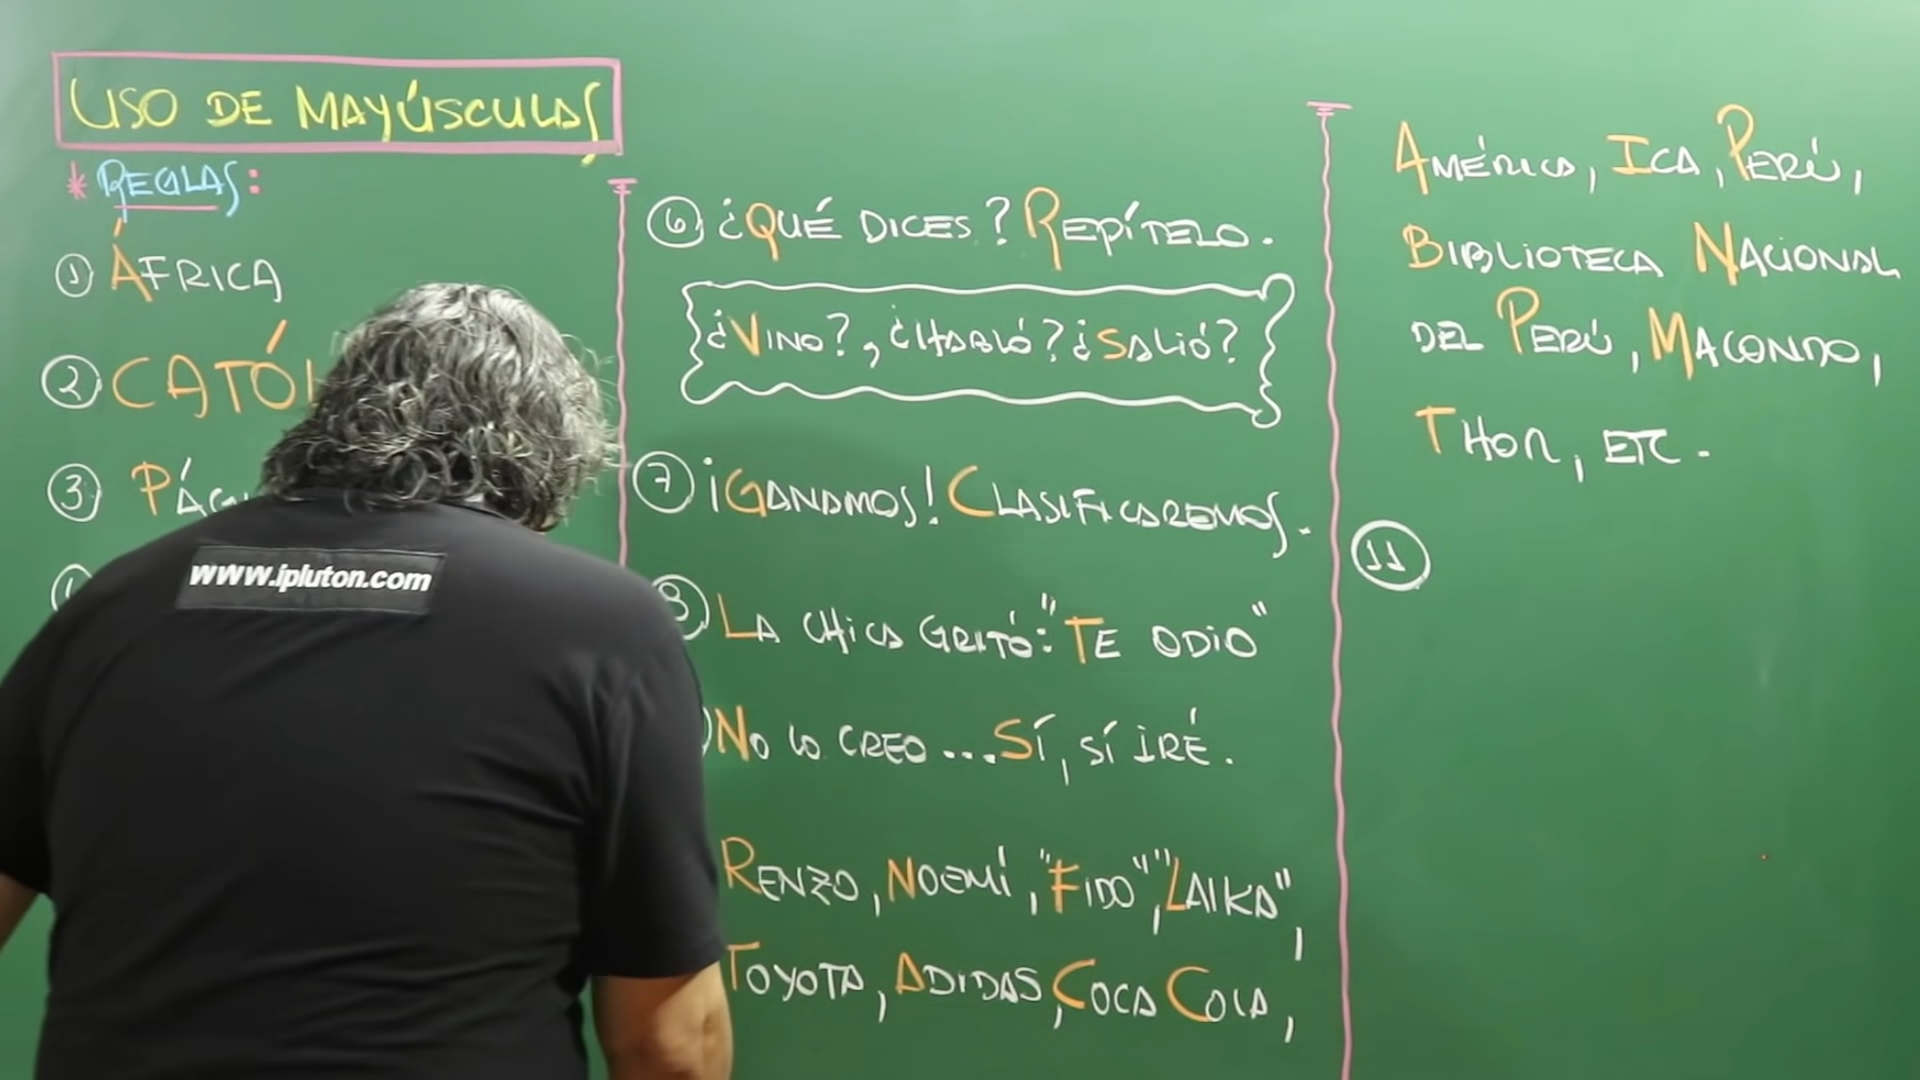 USO DE MAYÚSCULAS
* REGLAS:
① ÁFRICA
②
③
www.ipluton.com
⑥ ¿QUÉ DICES? REPÍTELO.
¿VINO?, ¿HABLÓ? ¿SALIÓ?
⑦ ¡GANAMOS! CLASIFICAREMOS.
⑧ LA CHICA GRITÓ: "TE ODIO"
NO LO CREO... SÍ, SÍ IRÉ.
RENZO, NOEMÍ, "FIDO", "LAIKA",
TOYOTA, ADIDAS, COCA COLA,
AMÉRICA, ICA, PERÚ,
BIBLIOTECA NACIONAL
DEL PERÚ, MACONDO,
THOR, ETC.
⑪